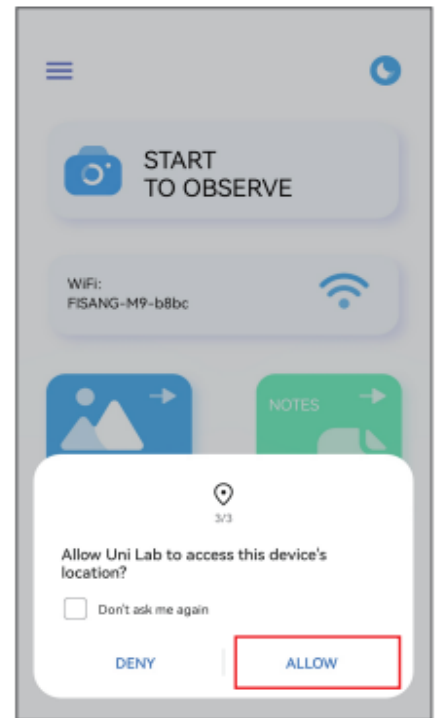 START
TO OBSERVE
WiFi:
FISANG-M9-b8bc
NOTES
3/3
Allow Uni Lab to access this device's
location?
Don't ask me again
DENY
ALLOW